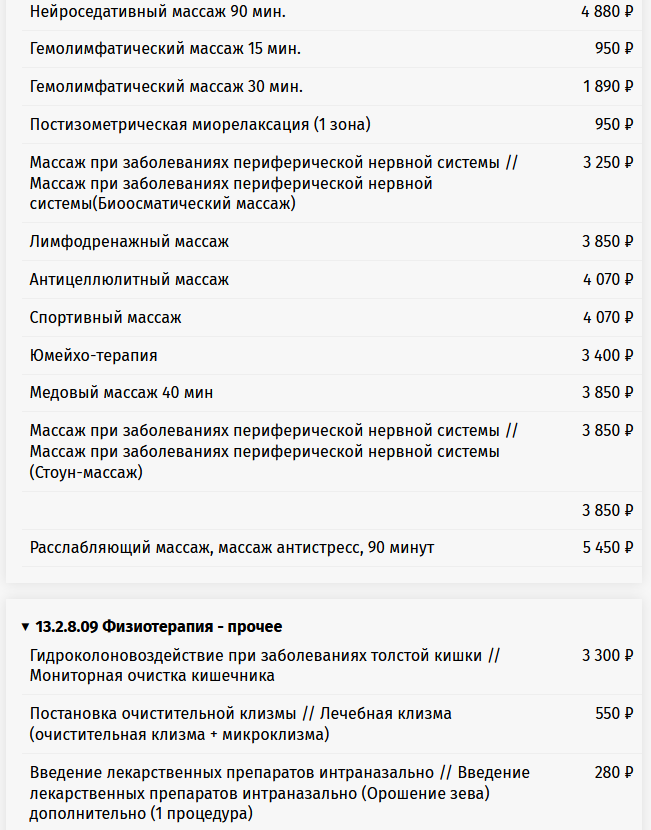 Нейроседативный массаж 90 мин. 4 880 ₽
Гемолимфатический массаж 15 мин. 950 ₽
Гемолимфатический массаж 30 мин. 1 890 ₽
Постизометрическая миорелаксация (1 зона) 950 ₽
Массаж при заболеваниях периферической нервной системы // 3 250 ₽
Массаж при заболеваниях периферической нервной
системы(Биоосматический массаж)
Лимфодренажный массаж 3 850 ₽
Антицеллюлитный массаж 4 070 ₽
Спортивный массаж 4 070 ₽
Юмейхо-терапия 3 400 ₽
Медовый массаж 40 мин 3 850 ₽
Массаж при заболеваниях периферической нервной системы // 3 850 ₽
Массаж при заболеваниях периферической нервной системы
(Стоун-массаж)
3 850 ₽
Расслабляющий массаж, массаж антистресс, 90 минут 5 450 ₽
▼ 13.2.8.09 Физиотерапия - прочее
Гидроколоновоздействие при заболеваниях толстой кишки // 3 300 ₽
Мониторная очистка кишечника
Постановка очистительной клизмы // Лечебная клизма 550 ₽
(очистительная клизма + микроклизма)
Введение лекарственных препаратов интраназально // Введение 280 ₽
лекарственных препаратов интраназально (Орошение зева)
дополнительно (1 процедура)